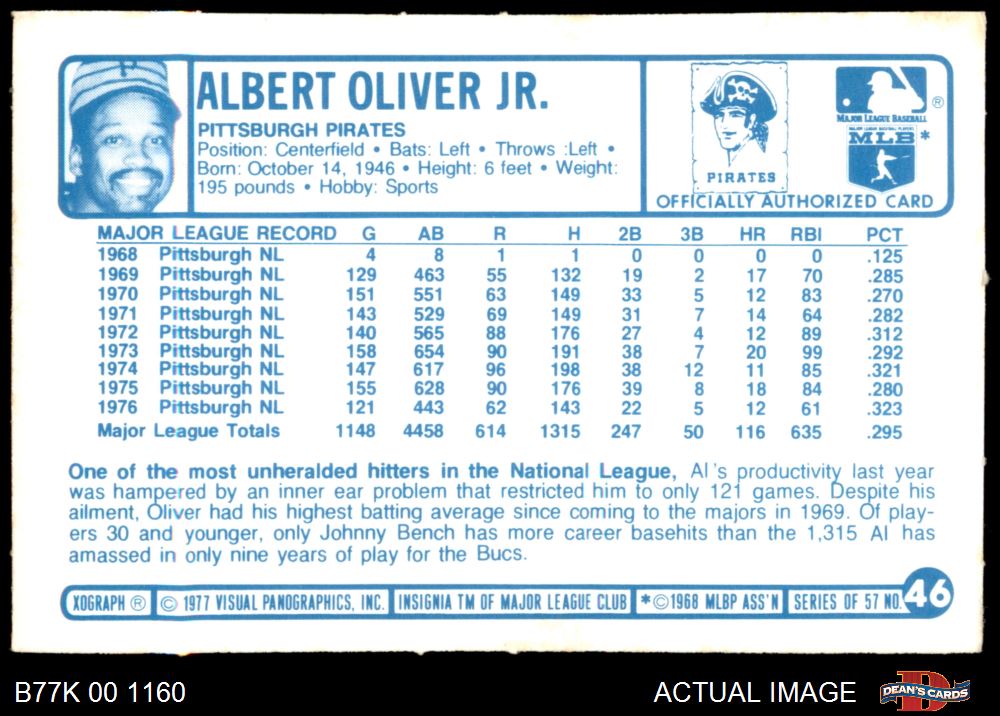 ALBERT OLIVER JR.
PITTSBURGH PIRATES
Position: Centerfield • Bats: Left • Throws :Left •
Born: October 14, 1946 • Height: 6 feet • Weight:
195 pounds • Hobby: Sports
P
PIRATES
MAJOR LEAGUE BASEBALL ®
MAJOR LEAGUE BASEBALL PLAYERS
MLB *
OFFICIALLY AUTHORIZED CARD
MAJOR LEAGUE RECORD G AB R H 2B 3B HR RBI PCT
1968 Pittsburgh NL 4 8 1 1 0 0 0 0 .125
1969 Pittsburgh NL 129 463 55 132 19 2 17 70 .285
1970 Pittsburgh NL 151 551 63 149 33 5 12 83 .270
1971 Pittsburgh NL 143 529 69 149 31 7 14 64 .282
1972 Pittsburgh NL 140 565 88 176 27 4 12 89 .312
1973 Pittsburgh NL 158 654 90 191 38 7 20 99 .292
1974 Pittsburgh NL 147 617 96 198 38 12 11 85 .321
1975 Pittsburgh NL 155 628 90 176 39 8 18 84 .280
1976 Pittsburgh NL 121 443 62 143 22 5 12 61 .323
Major League Totals 1148 4458 614 1315 247 50 116 635 .295
One of the most unheralded hitters in the National League, Al's productivity last year
was hampered by an inner ear problem that restricted him to only 121 games. Despite his
ailment, Oliver had his highest batting average since coming to the majors in 1969. Of play-
ers 30 and younger, only Johnny Bench has more career basehits than the 1,315 Al has
amassed in only nine years of play for the Bucs.
XOGRAPH ® © 1977 VISUAL PANOGRAPHICS, INC. INSIGNIA TM OF MAJOR LEAGUE CLUB *©1968 MLBP ASS'N SERIES OF 57 NO. 46
B77K 00 1160 ACTUAL IMAGE D DEAN'S CARDS